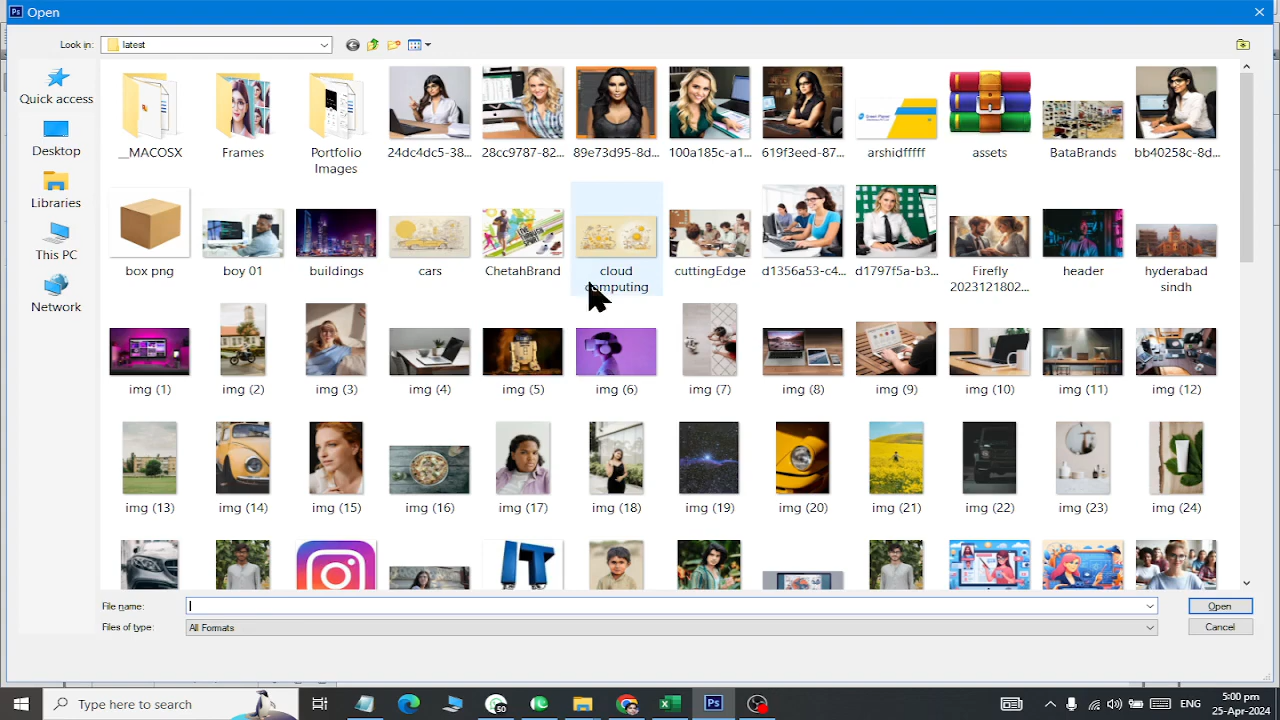 Ps Open
Look in: latest
Quick access
Desktop
Libraries
This PC
Network
__MACOSX
Frames
Portfolio
Images
24dc4dc5-38...
28cc9787-82...
89e73d95-8d...
100a185c-a1...
619f3eed-87...
arshidfffff
assets
BataBrands
bb40258c-8d...
box png
boy 01
buildings
cars
ChetahBrand
cloud
computing
cuttingEdge
d1356a53-c4...
d1797f5a-b3...
Firefly
2023121802...
header
hyderabad
sindh
img (1)
img (2)
img (3)
img (4)
img (5)
img (6)
img (7)
img (8)
img (9)
img (10)
img (11)
img (12)
img (13)
img (14)
img (15)
img (16)
img (17)
img (18)
img (19)
img (20)
img (21)
img (22)
img (23)
img (24)
IT
File name:
Open
Files of type: All Formats
Cancel
Type here to search
50
Ps
ENG
5:00 pm
25-Apr-2024